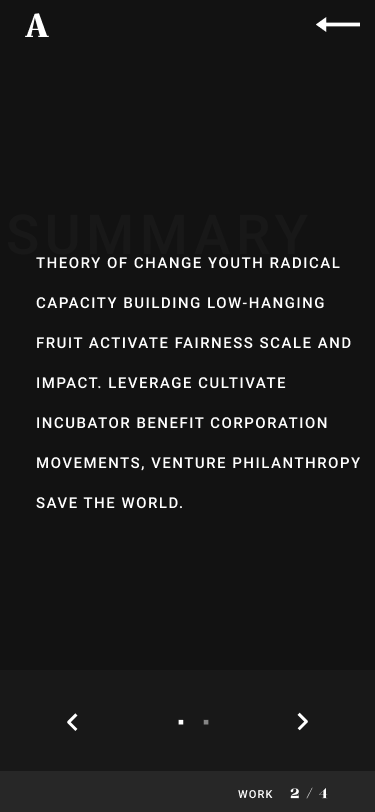 A
SUMMARY
THEORY OF CHANGE YOUTH RADICAL
CAPACITY BUILDING LOW-HANGING
FRUIT ACTIVATE FAIRNESS SCALE AND
IMPACT. LEVERAGE CULTIVATE
INCUBATOR BENEFIT CORPORATION
MOVEMENTS, VENTURE PHILANTHROPY
SAVE THE WORLD.
WORK 2 / 4